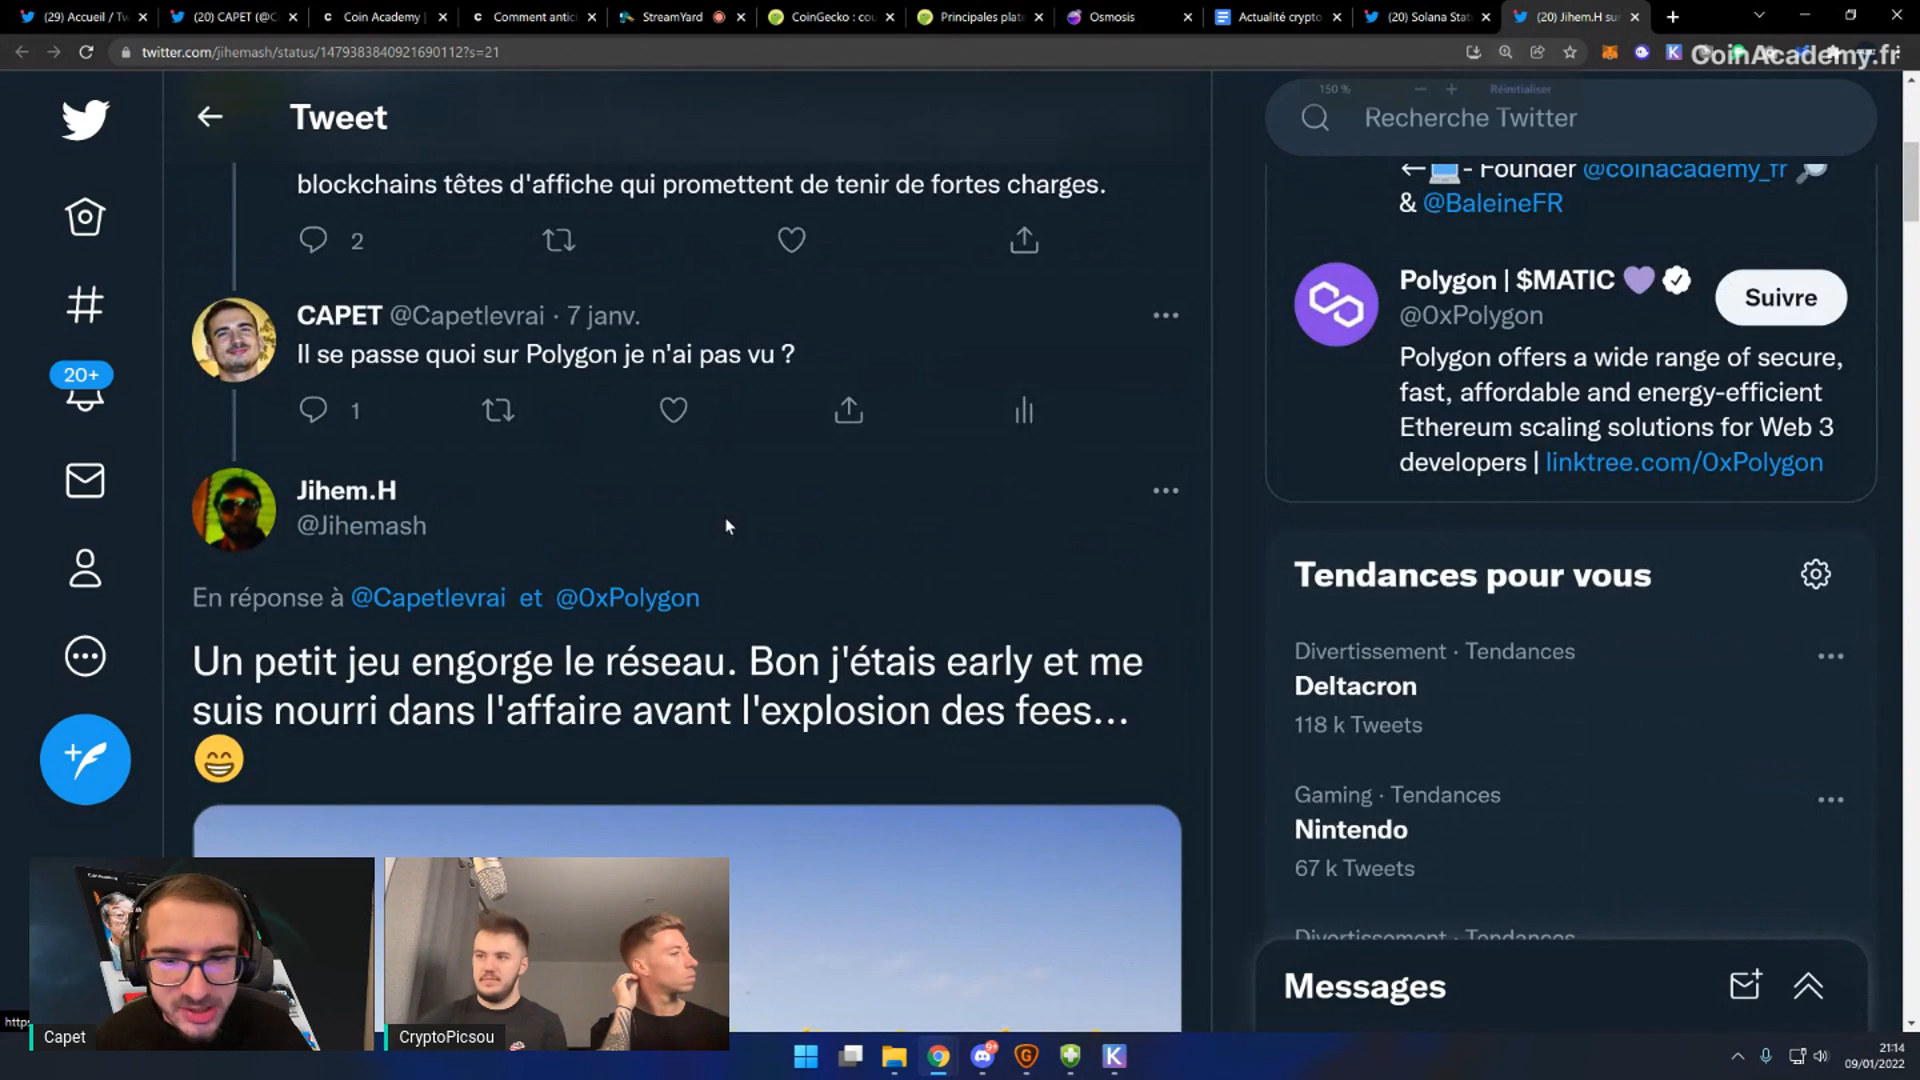 (29) Accueil / Tw
(20) CAPET (@C
Coin Academy
Comment antici
StreamYard
CoinGecko : cou
Principales plate
Osmosis
Actualité crypto
(20) Solana Stat
(20) Jihem.H su
twitter.com/jihemash/status/1479383840921690112?s=21
CoinAcademy.fr
150 %
Réinitialiser
Tweet
Recherche Twitter
blockchains têtes d'affiche qui promettent de tenir de fortes charges.
2
- Founder @coinacademy_fr
& @BaleineFR
CAPET @Capetlevrai · 7 janv.
Il se passe quoi sur Polygon je n'ai pas vu ?
1
Polygon | $MATIC
@0xPolygon
Suivre
Polygon offers a wide range of secure,
fast, affordable and energy-efficient
Ethereum scaling solutions for Web 3
developers | linktree.com/0xPolygon
20+
Jihem.H
@Jihemash
En réponse à @Capetlevrai et @0xPolygon
Un petit jeu engorge le réseau. Bon j'étais early et me
suis nourri dans l'affaire avant l'explosion des fees...
Tendances pour vous
Divertissement · Tendances
Deltacron
118 k Tweets
Gaming · Tendances
Nintendo
67 k Tweets
Divertissement · Tendances
Messages
http
Capet
CryptoPicsou
9+
21:14
09/01/2022